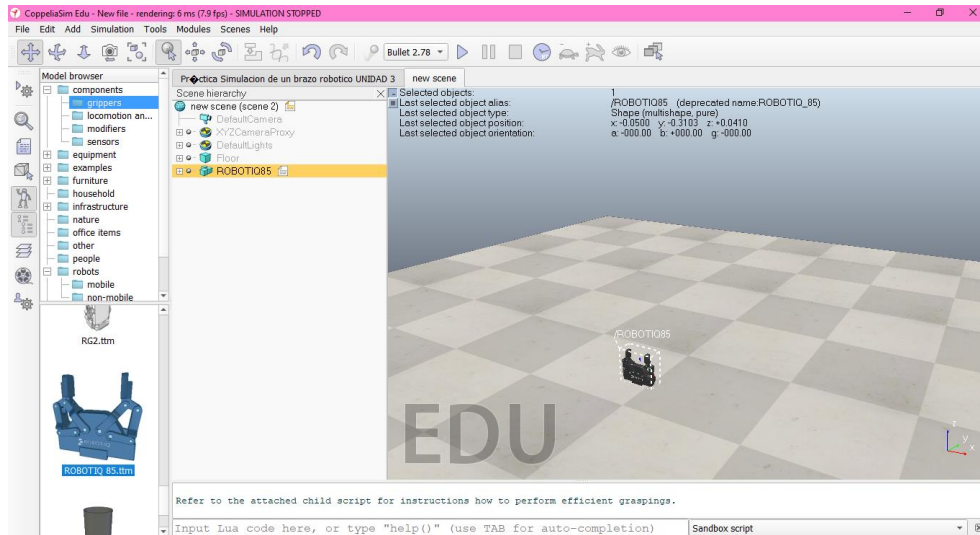 CoppeliaSim Edu - New file - rendering: 6 ms (7.9 fps) - SIMULATION STOPPED
File Edit Add Simulation Tools Modules Scenes Help
Bullet 2.78
Model browser
components
grippers
locomotion an...
modifiers
sensors
equipment
examples
furniture
household
infrastructure
nature
office items
other
people
robots
mobile
non-mobile
RG2.ttm
ROBOTIQ 85.ttm
Pr�ctica Simulacion de un brazo robotico UNIDAD 3 new scene
Scene hierarchy
new scene (scene 2)
DefaultCamera
XYZCameraProxy
DefaultLights
Floor
ROBOTIQ85
Selected objects: 1
Last selected object alias: /ROBOTIQ85 (deprecated name:ROBOTIQ_85)
Last selected object type: Shape (multishape, pure)
Last selected object position: x: -0.0500 y: -0.3103 z: +0.0410
Last selected object orientation: a: -000.00 b: +000.00 g: -000.00
/ROBOTIQ85
EDU
y
x
Refer to the attached child script for instructions how to perform efficient graspings.
Input Lua code here, or type "help()" (use TAB for auto-completion) Sandbox script